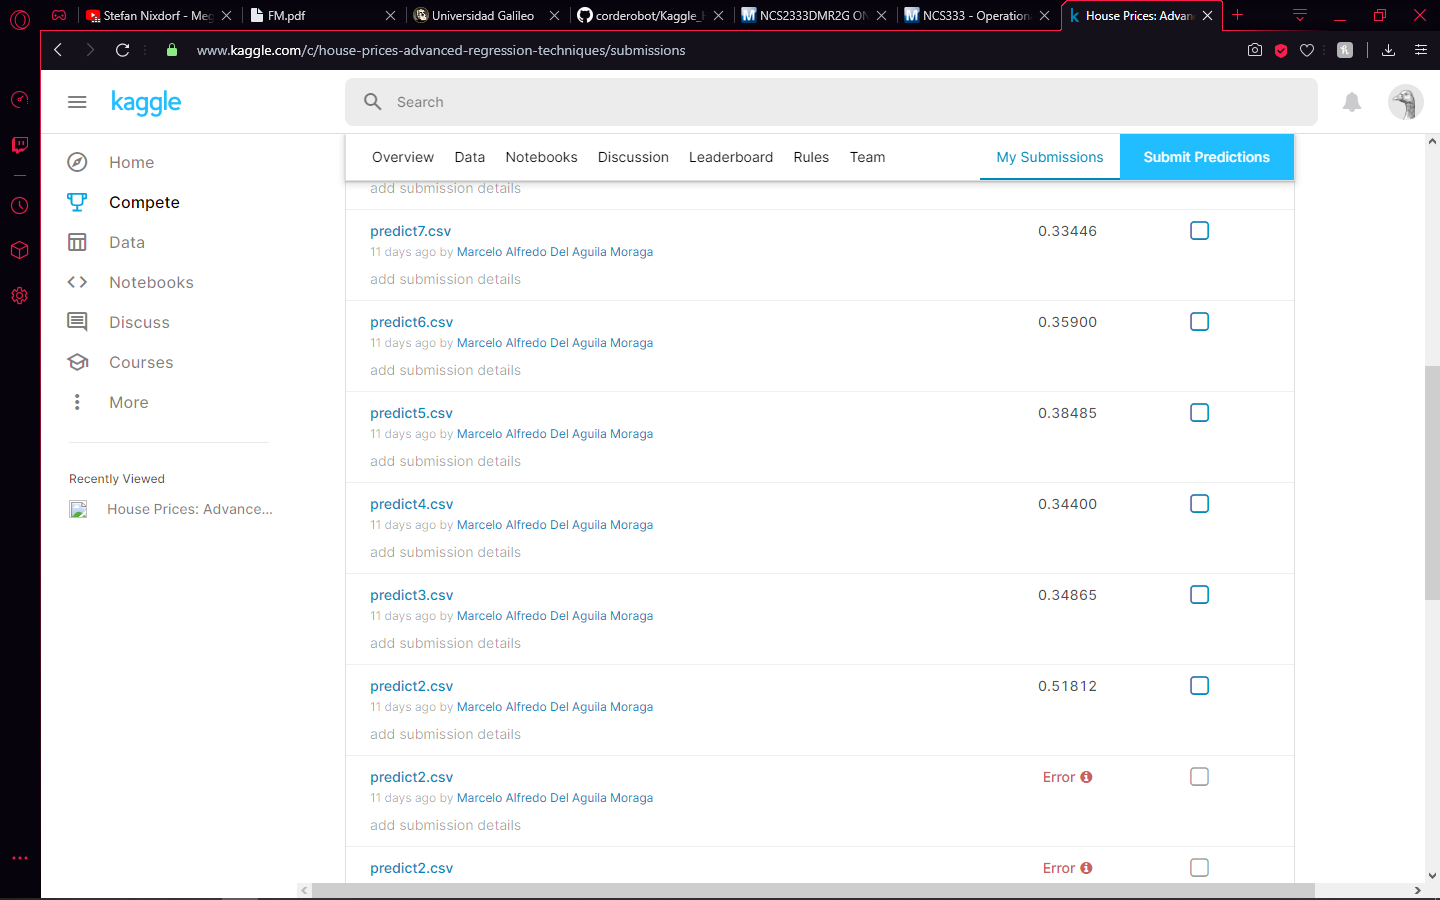 Stefan Nixdorf - Meg
FM.pdf
Universidad Galileo
corderobot/Kaggle_H
NCS2333DMR2G ON
NCS333 - Operationa
House Prices: Advan
www.kaggle.com/c/house-prices-advanced-regression-techniques/submissions
kaggle
Search
Home
Compete
Data
Notebooks
Discuss
Courses
More
Recently Viewed
House Prices: Advance...
Overview Data Notebooks Discussion Leaderboard Rules Team My Submissions Submit Predictions
add submission details
predict7.csv 0.33446
11 days ago by Marcelo Alfredo Del Aguila Moraga
add submission details
predict6.csv 0.35900
11 days ago by Marcelo Alfredo Del Aguila Moraga
add submission details
predict5.csv 0.38485
11 days ago by Marcelo Alfredo Del Aguila Moraga
add submission details
predict4.csv 0.34400
11 days ago by Marcelo Alfredo Del Aguila Moraga
add submission details
predict3.csv 0.34865
11 days ago by Marcelo Alfredo Del Aguila Moraga
add submission details
predict2.csv 0.51812
11 days ago by Marcelo Alfredo Del Aguila Moraga
add submission details
predict2.csv Error
11 days ago by Marcelo Alfredo Del Aguila Moraga
add submission details
predict2.csv Error